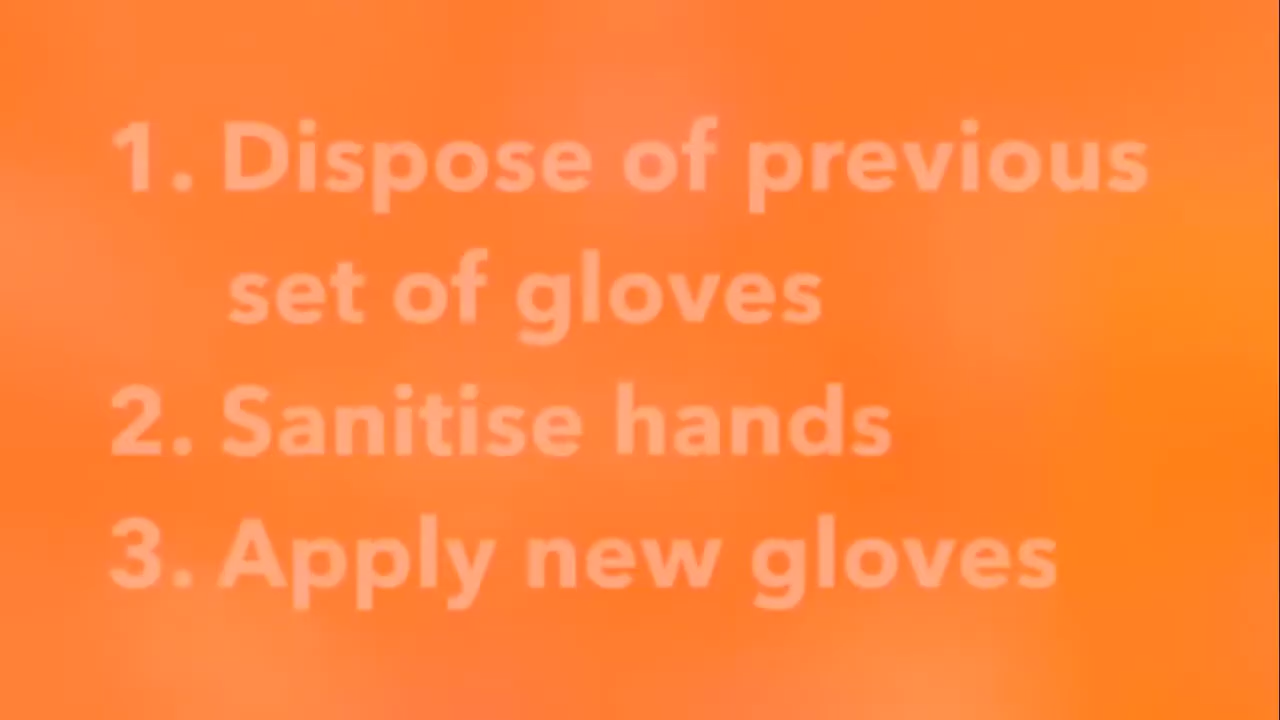 1. Dispose of previous
set of gloves
2. Sanitise hands
3. Apply new gloves